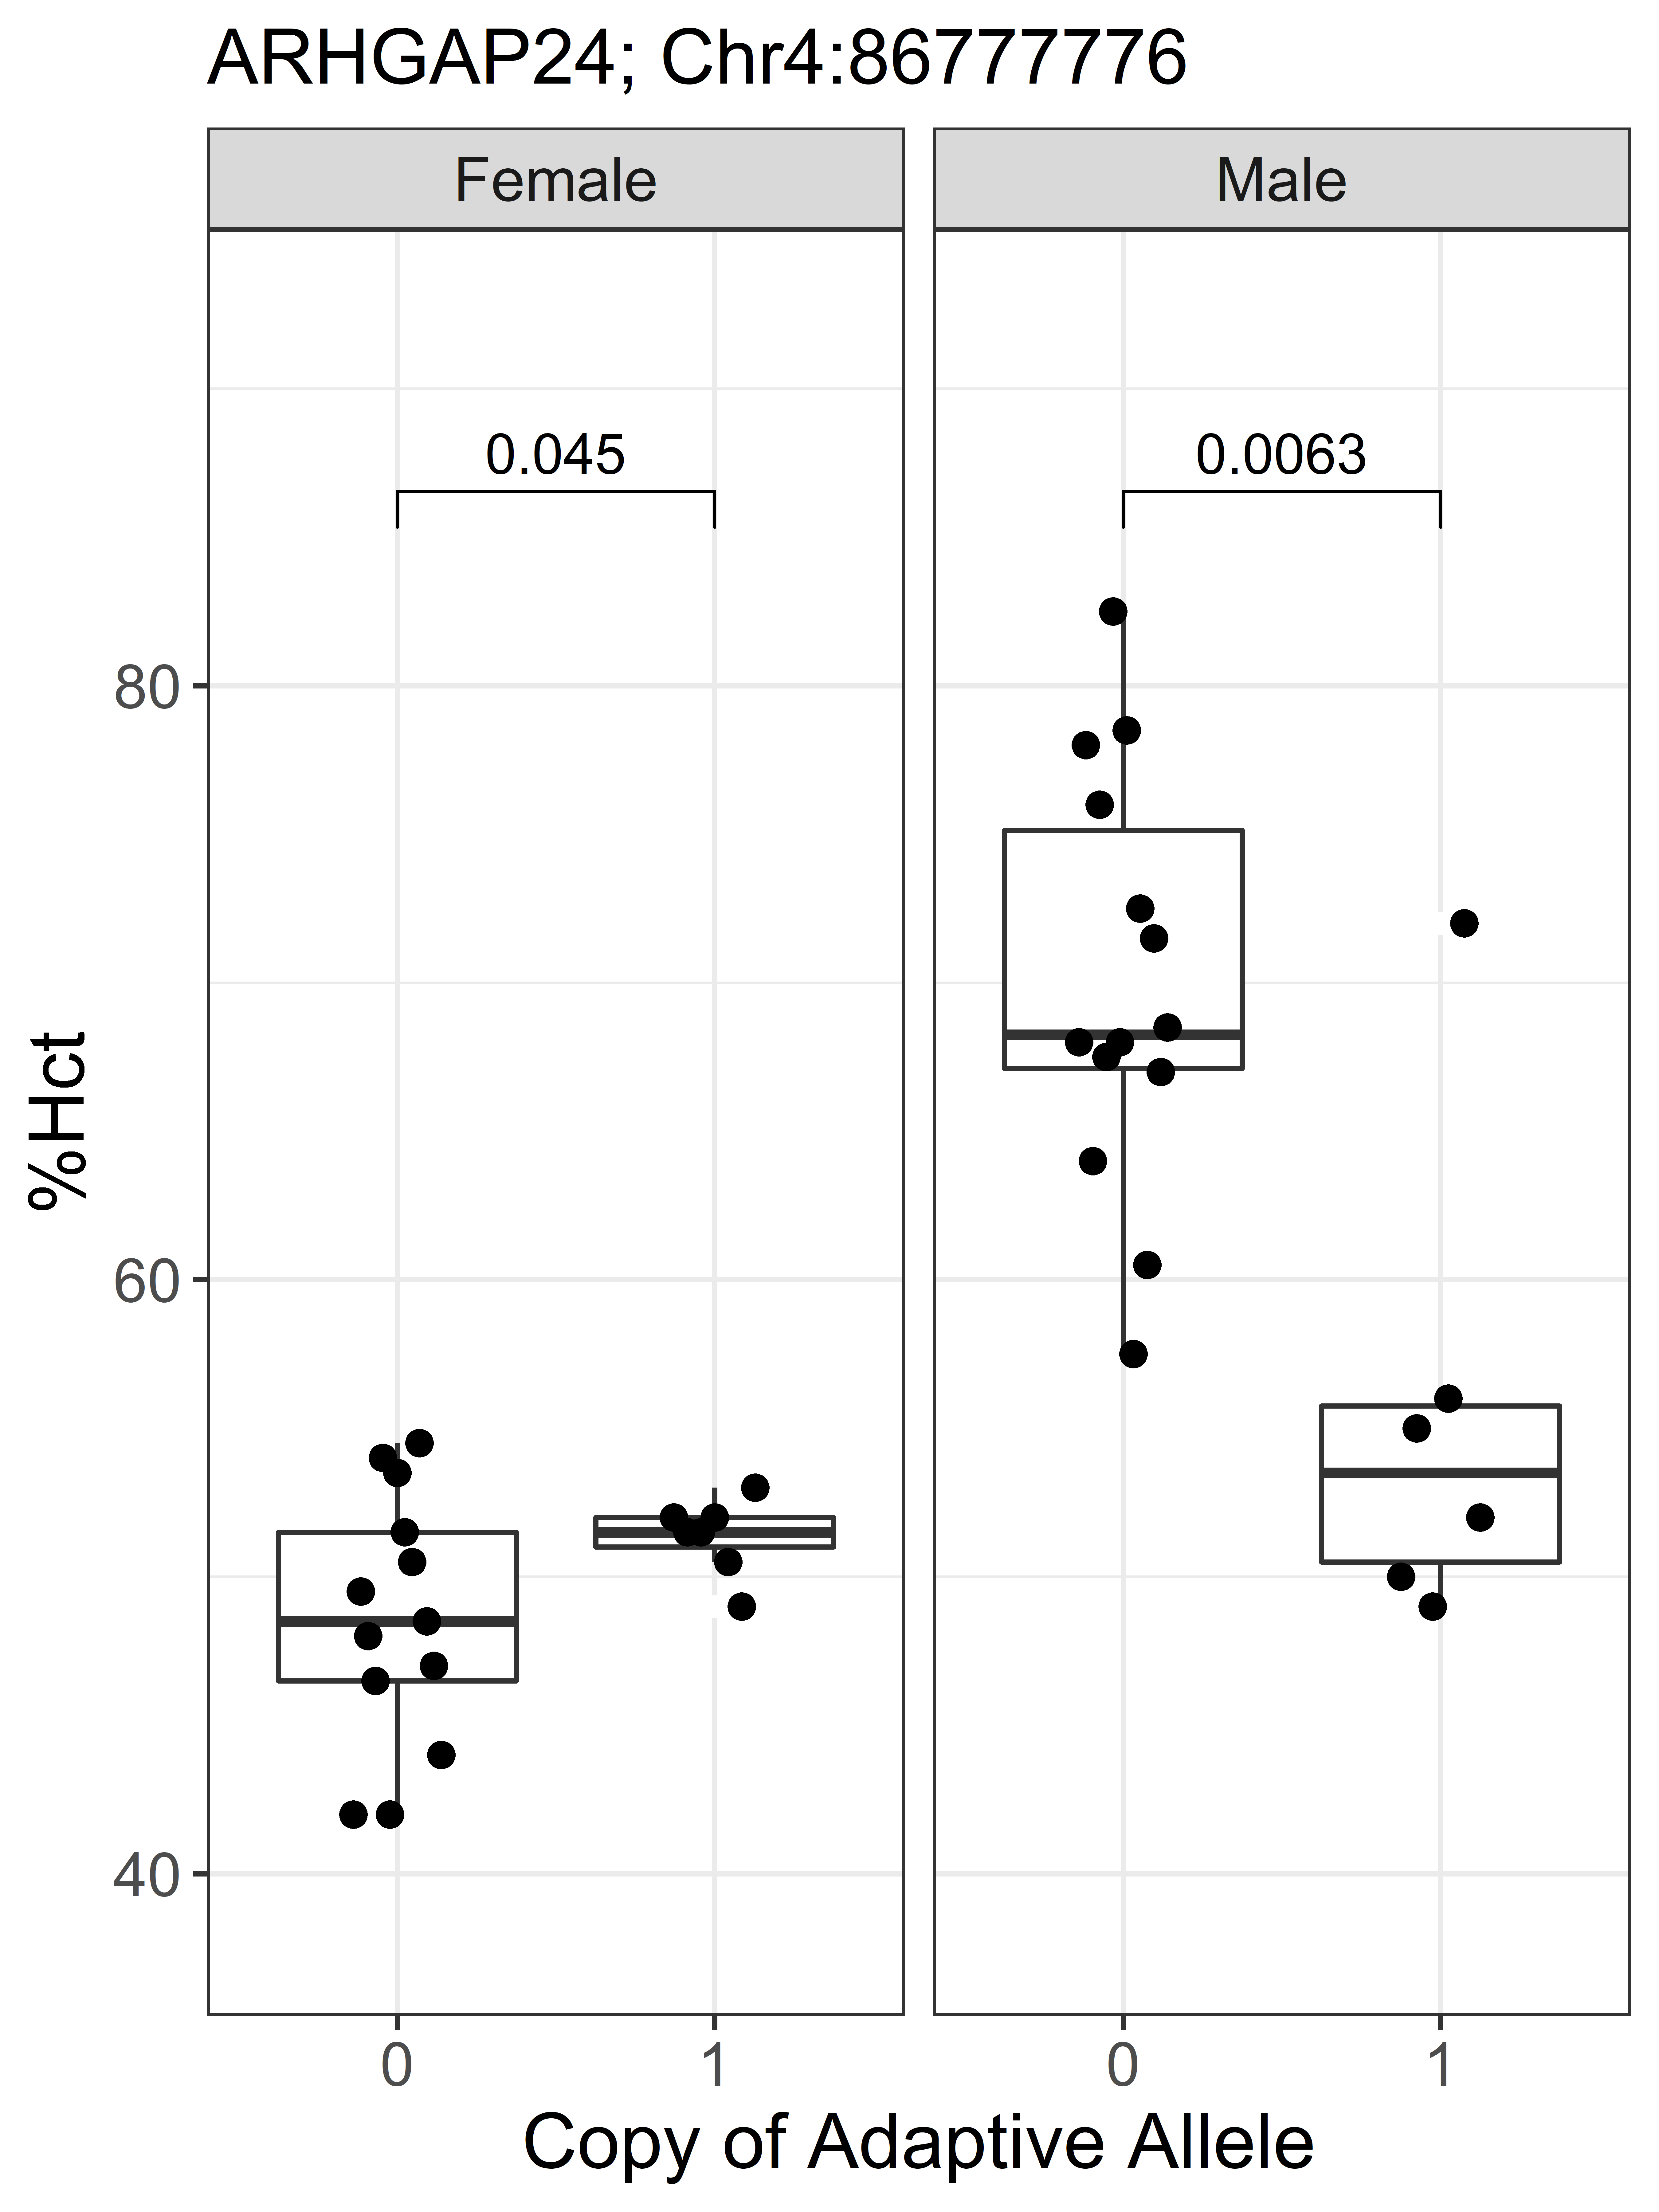 ARHGAP24; Chr4:86777776
Female Male
0.045 0.0063
80
60
40
%Hct
0 1 0 1
Copy of Adaptive Allele